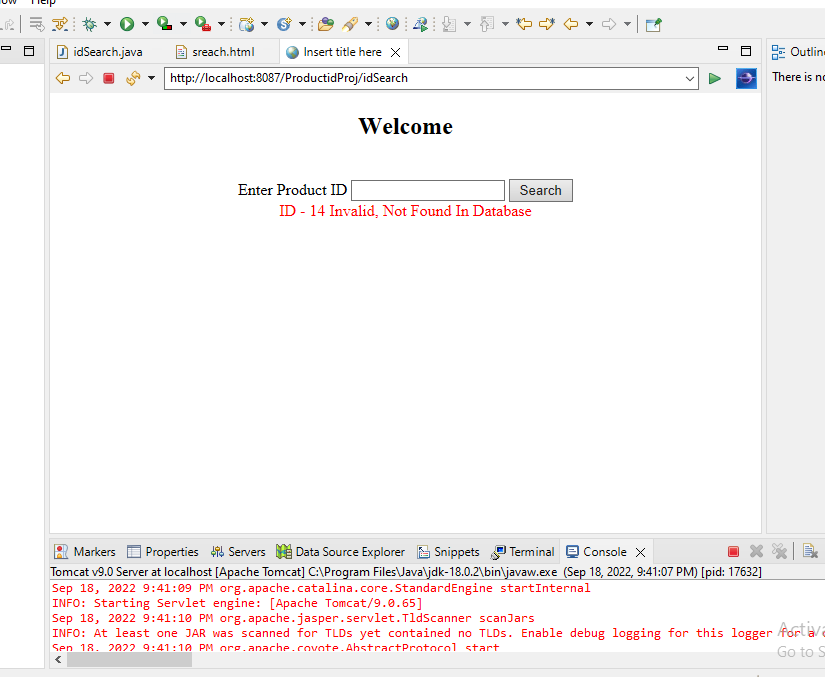 Help
idSearch.java sreach.html Insert title here
Outlin
http://localhost:8087/ProductidProj/idSearch
There is no
Welcome
Enter Product ID Search
ID - 14 Invalid, Not Found In Database
Markers Properties Servers Data Source Explorer Snippets Terminal Console
Tomcat v9.0 Server at localhost [Apache Tomcat] C:\Program Files\Java\jdk-18.0.2\bin\javaw.exe (Sep 18, 2022, 9:41:07 PM) [pid: 17632]
Sep 18, 2022 9:41:09 PM org.apache.catalina.core.StandardEngine startInternal
INFO: Starting Servlet engine: [Apache Tomcat/9.0.65]
Sep 18, 2022 9:41:10 PM org.apache.jasper.servlet.TldScanner scanJars
INFO: At least one JAR was scanned for TLDs yet contained no TLDs. Enable debug logging for this logger for a
Activa
Sep 18, 2022 9:41:10 PM org.apache.coyote.AbstractProtocol start
Go to S